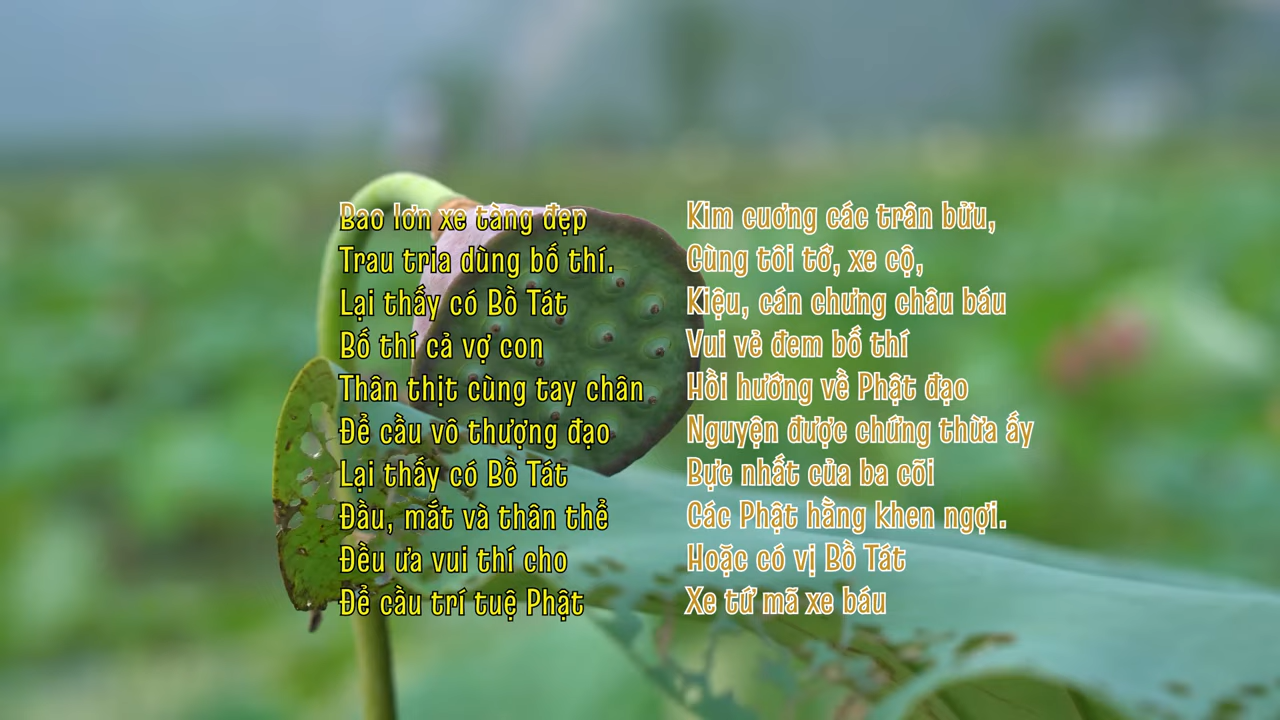 Bao lơn xe tàng đẹp
Trau tria dùng bố thí.
Lại thấy có Bồ Tát
Bố thí cả vợ con
Thân thịt cùng tay chân
Để cầu vô thượng đạo
Lại thấy có Bồ Tát
Đầu, mắt và thân thể
Đều ưa vui thí cho
Để cầu trí tuệ Phật
Kim cương các trân bửu,
Cùng tôi tớ, xe cộ,
Kiệu, cán chưng châu báu
Vui vẻ đem bố thí
Hồi hướng về Phật đạo
Nguyện được chứng thừa ấy
Bực nhất của ba cõi
Các Phật hằng khen ngợi.
Hoặc có vị Bồ Tát
Xe tứ mã xe báu